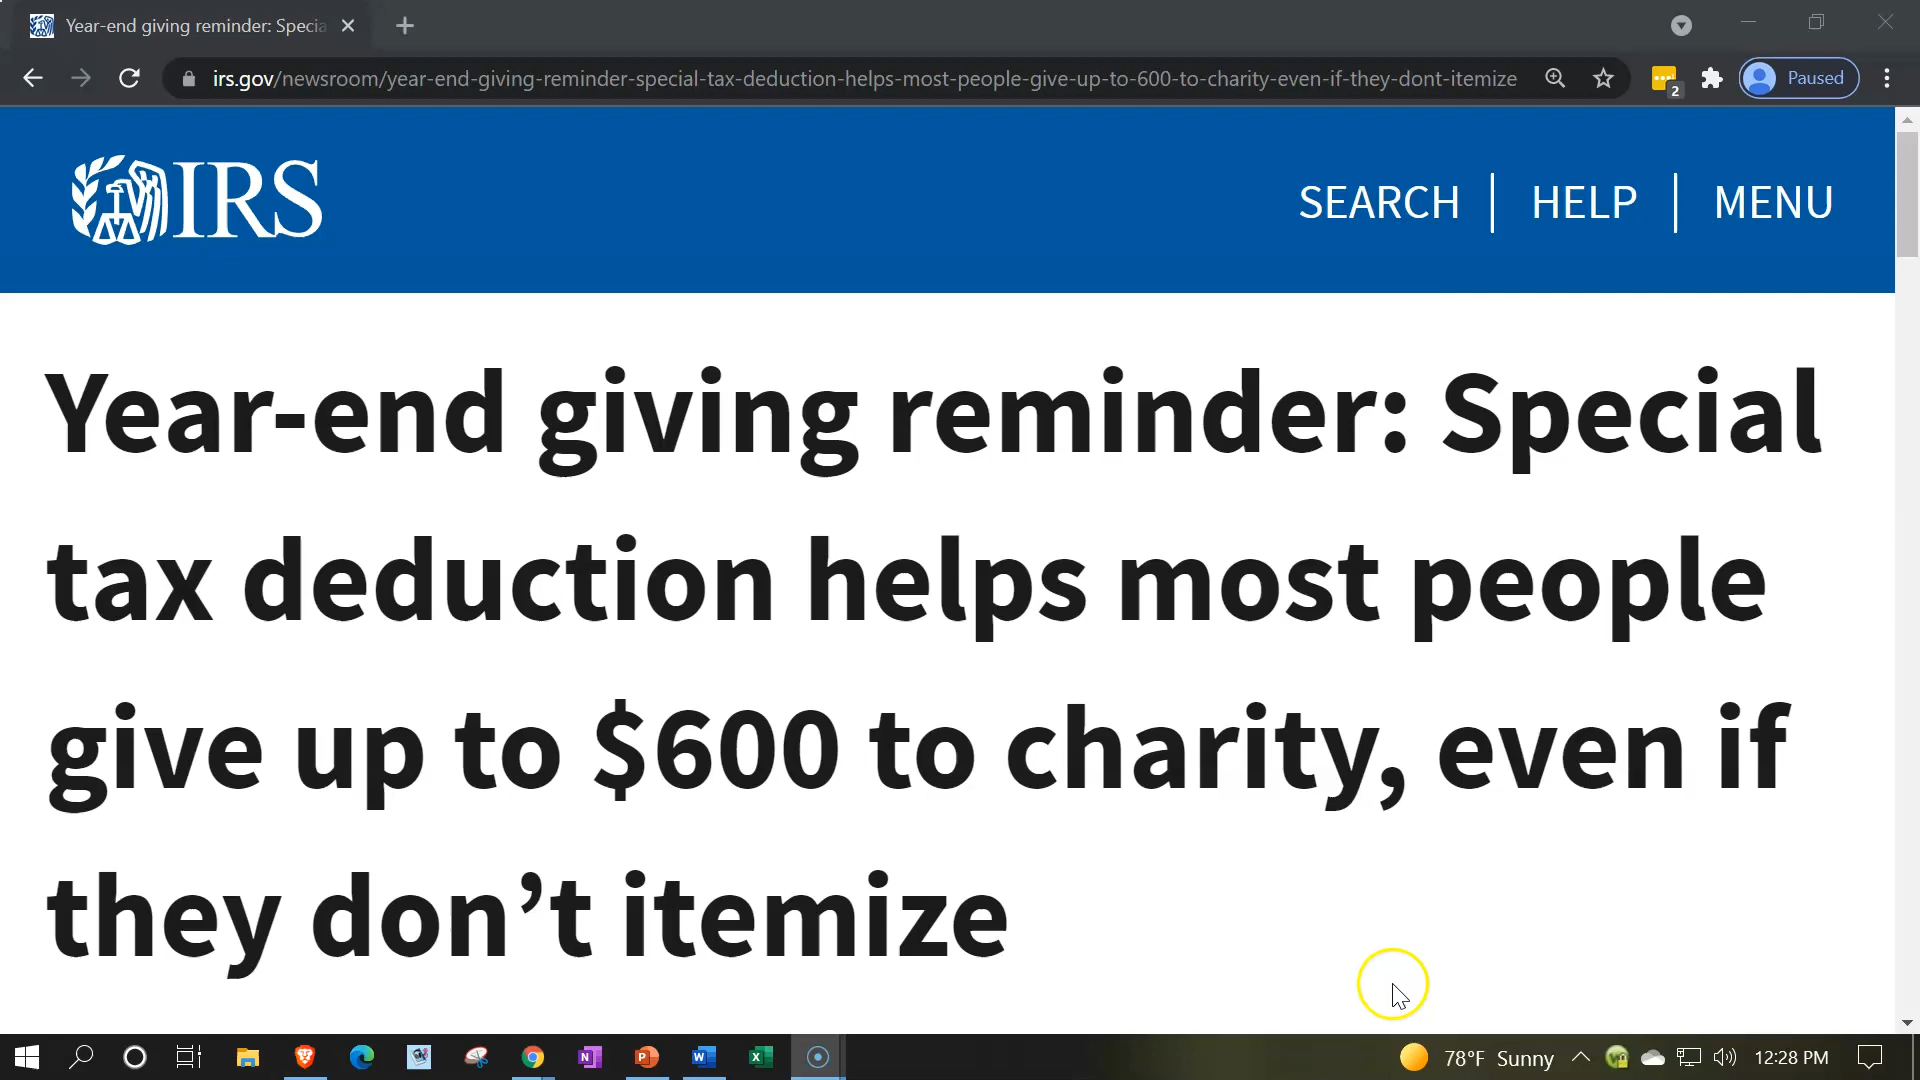 Year-end giving reminder: Specia
irs.gov/newsroom/year-end-giving-reminder-special-tax-deduction-helps-most-people-give-up-to-600-to-charity-even-if-they-dont-itemize
2
Paused
IRS
SEARCH | HELP | MENU
Year-end giving reminder: Special
tax deduction helps most people
give up to $600 to charity, even if
they don’t itemize
78°F Sunny
12:28 PM